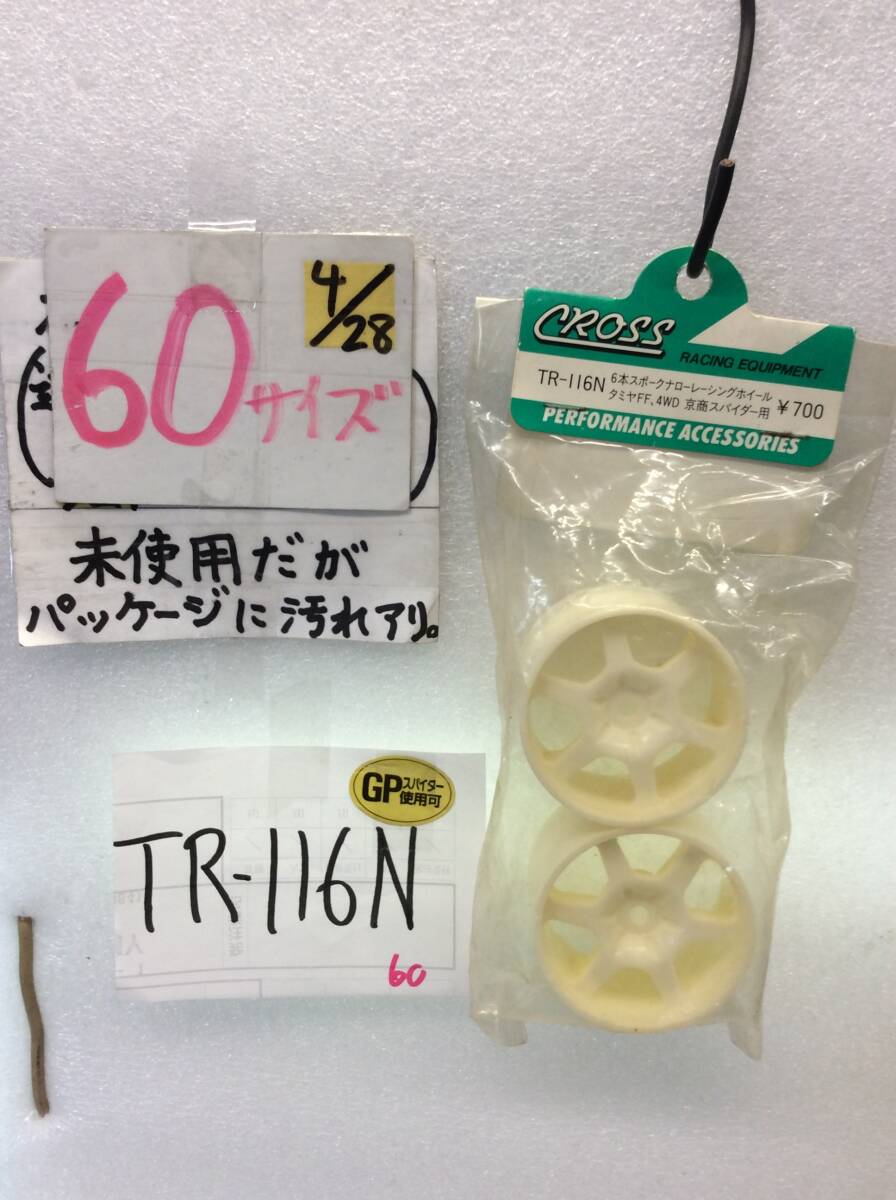 4/28
60サイズ
未使用だが
パッケージに汚れアリ。
CROSS
RACING EQUIPMENT
TR-116N 6本スポークナローレーシングホイール
タミヤFF、4WD 京商スパイダー用 ¥700
PERFORMANCE ACCESSORIES
GPスパイダー
使用可
TR-116N
60